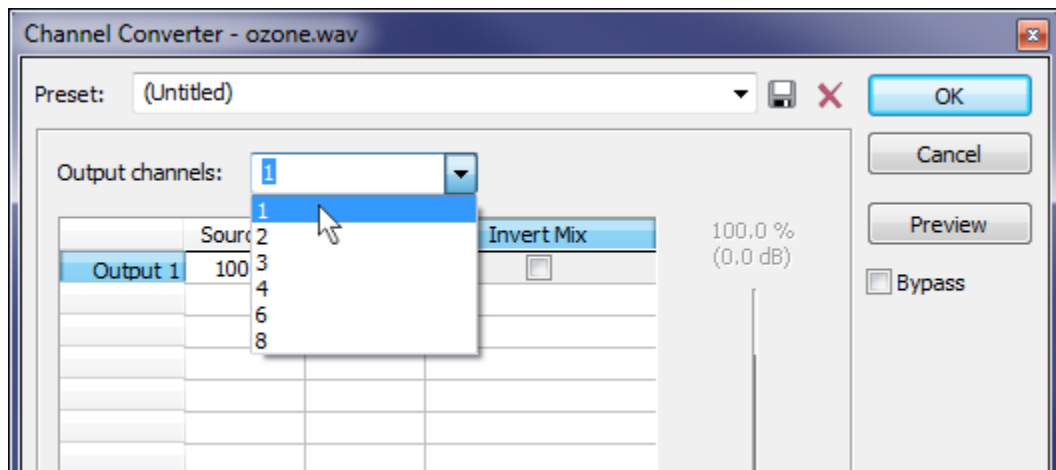 Channel Converter - ozone.wav
Preset: (Untitled)
OK
Output channels: 1
Cancel
1
2
3
4
6
8
Invert Mix
Output 1 100
100.0 %
(0.0 dB)
Preview
Bypass